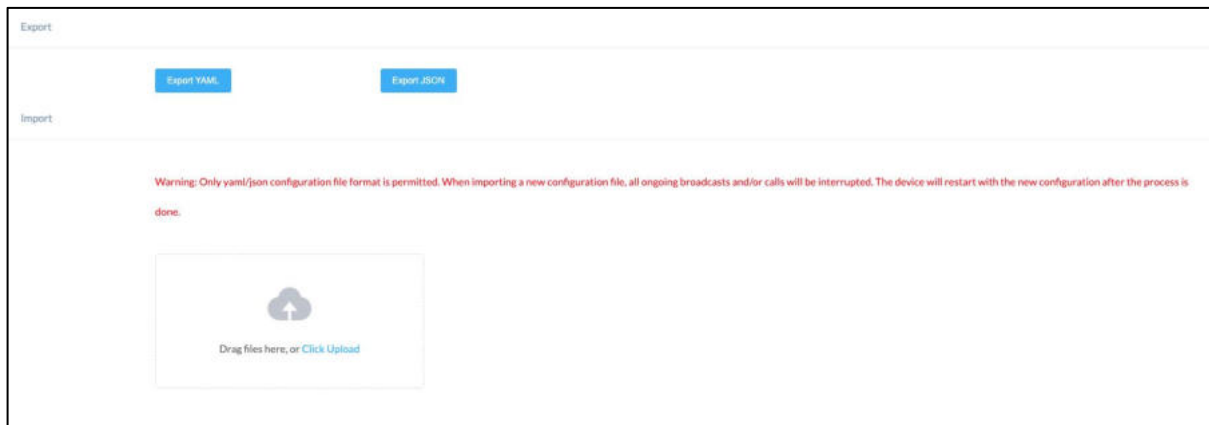 Export
Export YAML Export JSON
Import
Warning: Only yaml/json configuration file format is permitted. When importing a new configuration file, all ongoing broadcasts and/or calls will be interrupted. The device will restart with the new configuration after the process is
done.
Drag files here, or Click Upload